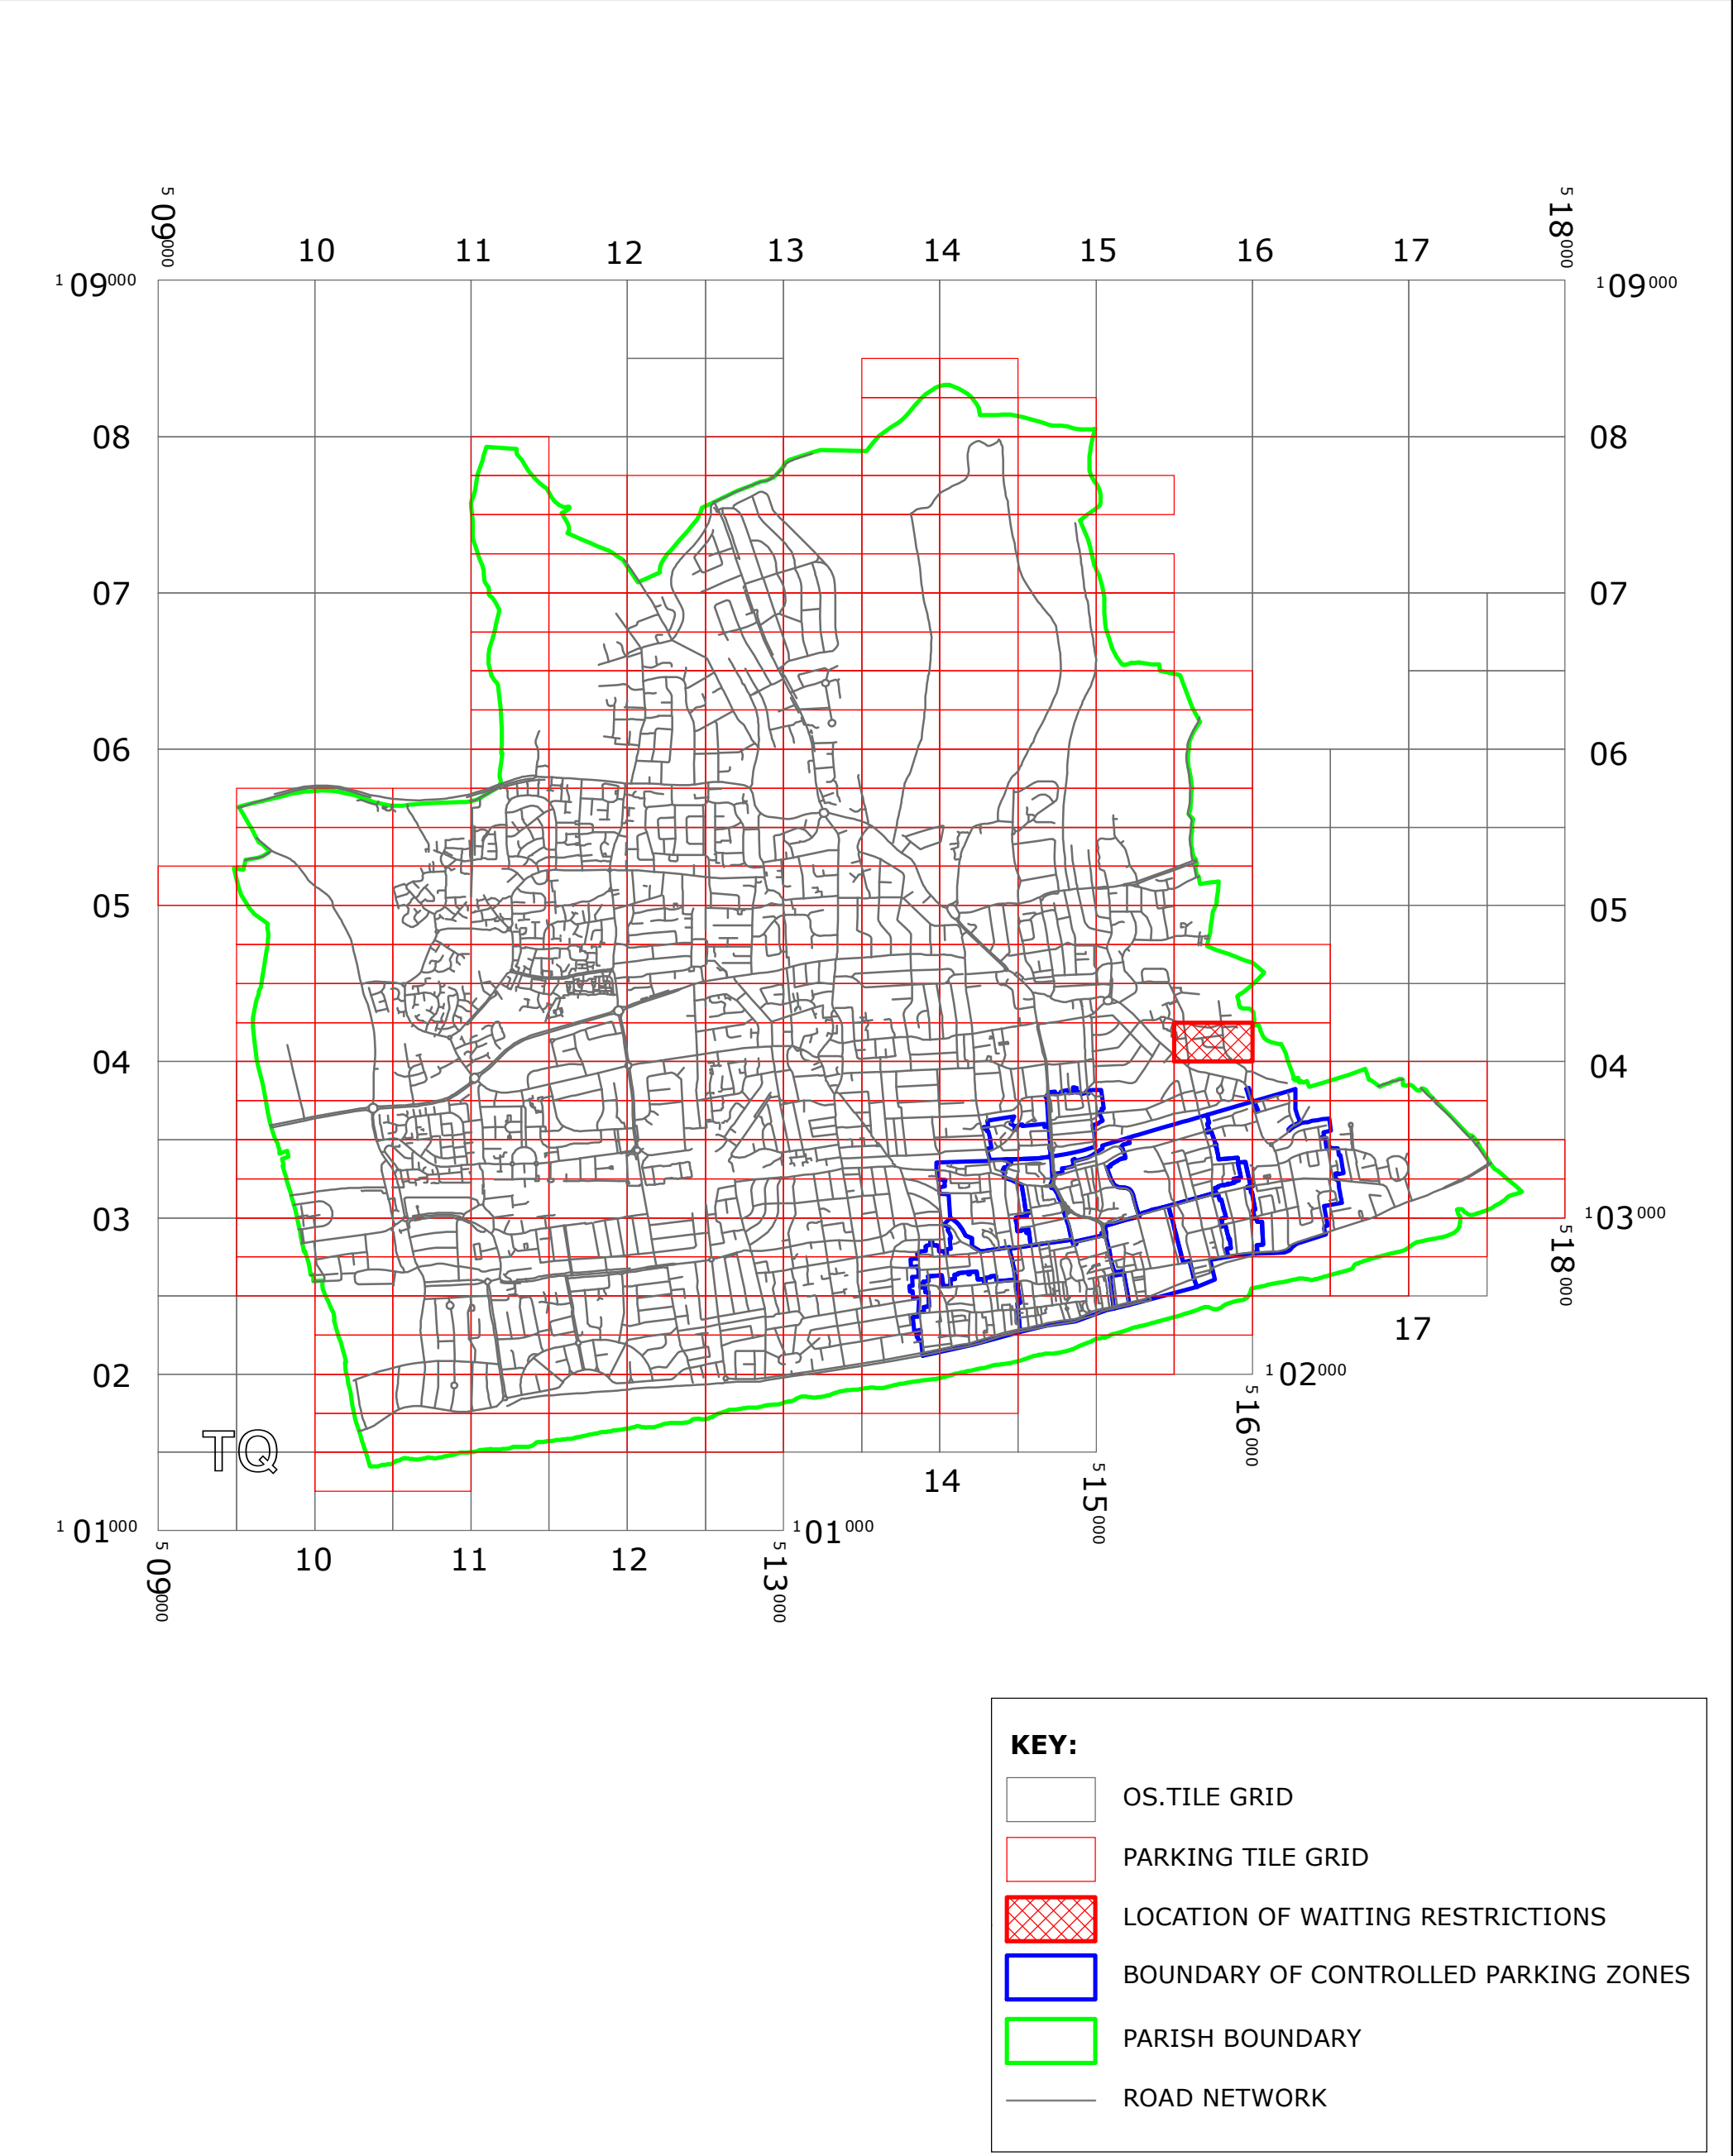 5 09000
5 18000
10 11 12 13 14 15 16 17
1 09000
1 09000
08
08
07
07
06
06
05
05
04
04
03
1 03000
5 18000
17
02
1 02000
5 16000
TQ
14
5 15000
1 01000
1 01000
10 11 12
5 09000
5 13000
KEY:
OS.TILE GRID
PARKING TILE GRID
LOCATION OF WAITING RESTRICTIONS
BOUNDARY OF CONTROLLED PARKING ZONES
PARISH BOUNDARY
ROAD NETWORK